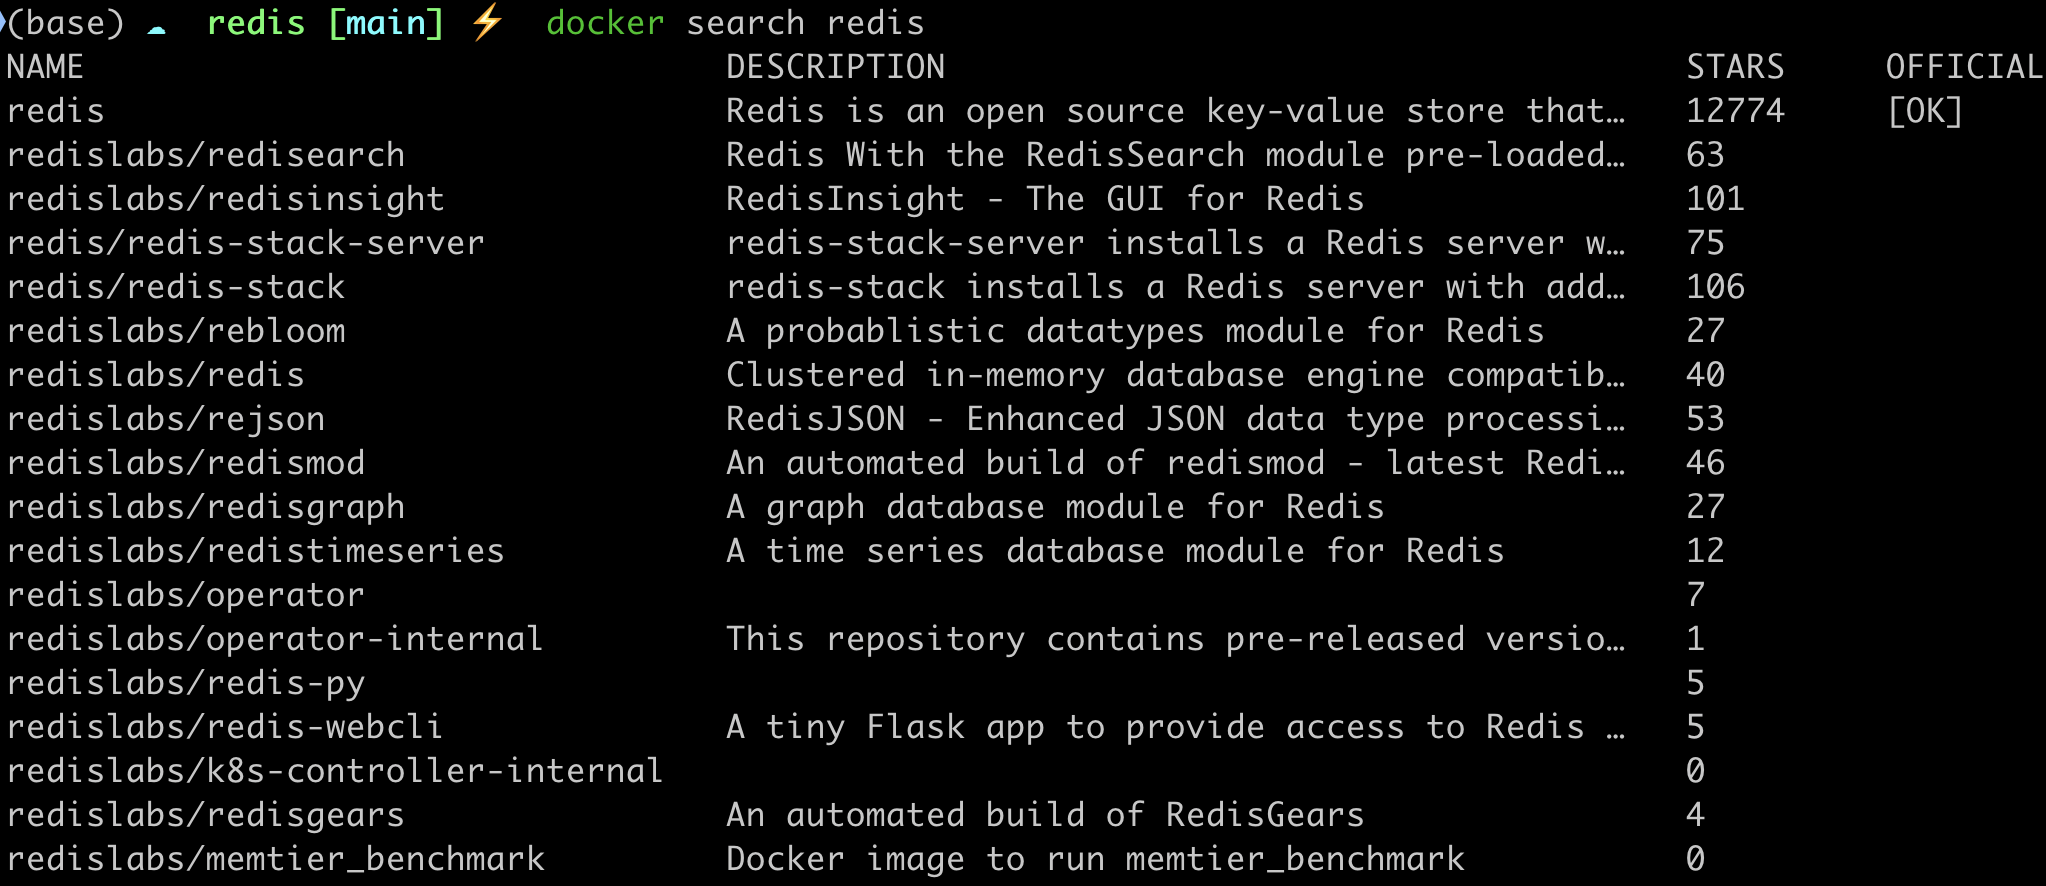 (base) ☁ redis [main] ⚡ docker search redis
NAME DESCRIPTION STARS OFFICIAL
redis Redis is an open source key-value store that… 12774 [OK]
redislabs/redisearch Redis With the RedisSearch module pre-loaded… 63
redislabs/redisinsight RedisInsight - The GUI for Redis 101
redis/redis-stack-server redis-stack-server installs a Redis server w… 75
redis/redis-stack redis-stack installs a Redis server with add… 106
redislabs/rebloom A probablistic datatypes module for Redis 27
redislabs/redis Clustered in-memory database engine compatib… 40
redislabs/rejson RedisJSON - Enhanced JSON data type processi… 53
redislabs/redismod An automated build of redismod - latest Redi… 46
redislabs/redisgraph A graph database module for Redis 27
redislabs/redistimeseries A time series database module for Redis 12
redislabs/operator 7
redislabs/operator-internal This repository contains pre-released versio… 1
redislabs/redis-py 5
redislabs/redis-webcli A tiny Flask app to provide access to Redis … 5
redislabs/k8s-controller-internal 0
redislabs/redisgears An automated build of RedisGears 4
redislabs/memtier_benchmark Docker image to run memtier_benchmark 0